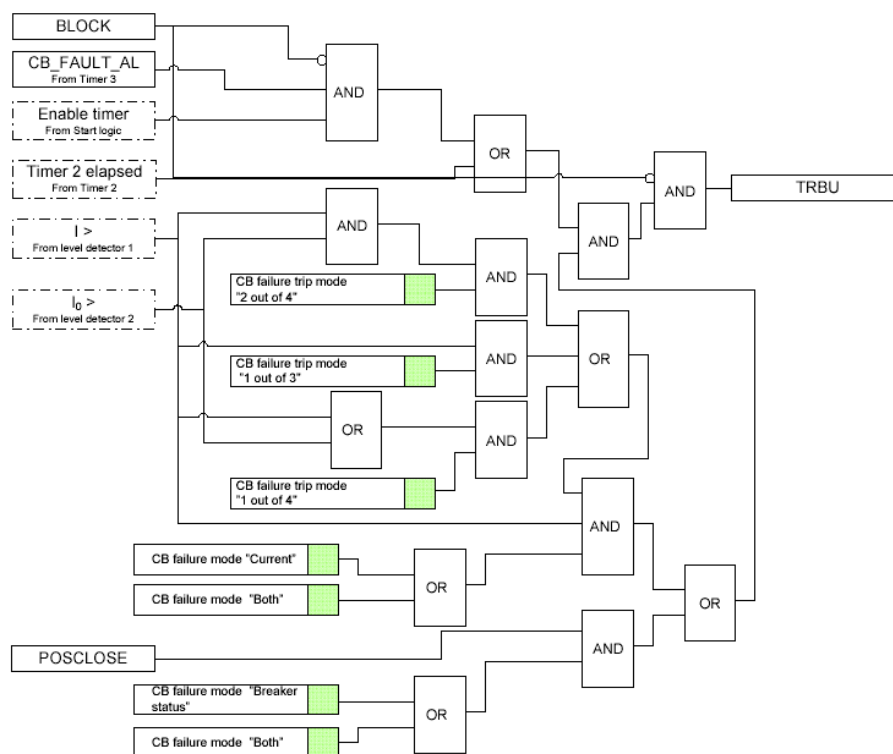 BLOCK
CB_FAULT_AL
From Timer 3
AND
Enable timer
From Start logic
OR
Timer 2 elapsed
From Timer 2
AND
TRBU
I >
From level detector 1
AND
AND
CB failure trip mode
"2 out of 4"
AND
I0 >
From level detector 2
CB failure trip mode
"1 out of 3"
AND
OR
OR
AND
CB failure trip mode
"1 out of 4"
AND
CB failure mode "Current"
OR
CB failure mode "Both"
OR
POSCLOSE
AND
CB failure mode "Breaker
status"
OR
CB failure mode "Both"